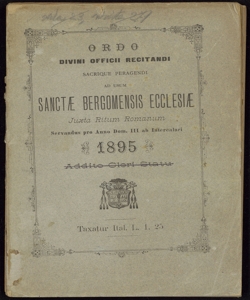 ORDO
DIVINI OFFICII RECITANDI
SACRIQUE PERAGENDI
AD USUM
SANCTÆ BERGOMENSIS ECCLESIÆ
Juxta Ritum Romanum
Servandus pro Anno Dom. III ab Bissextili
1895
Addito Cleri Statu
Taxatur Ital. L. 1, 25